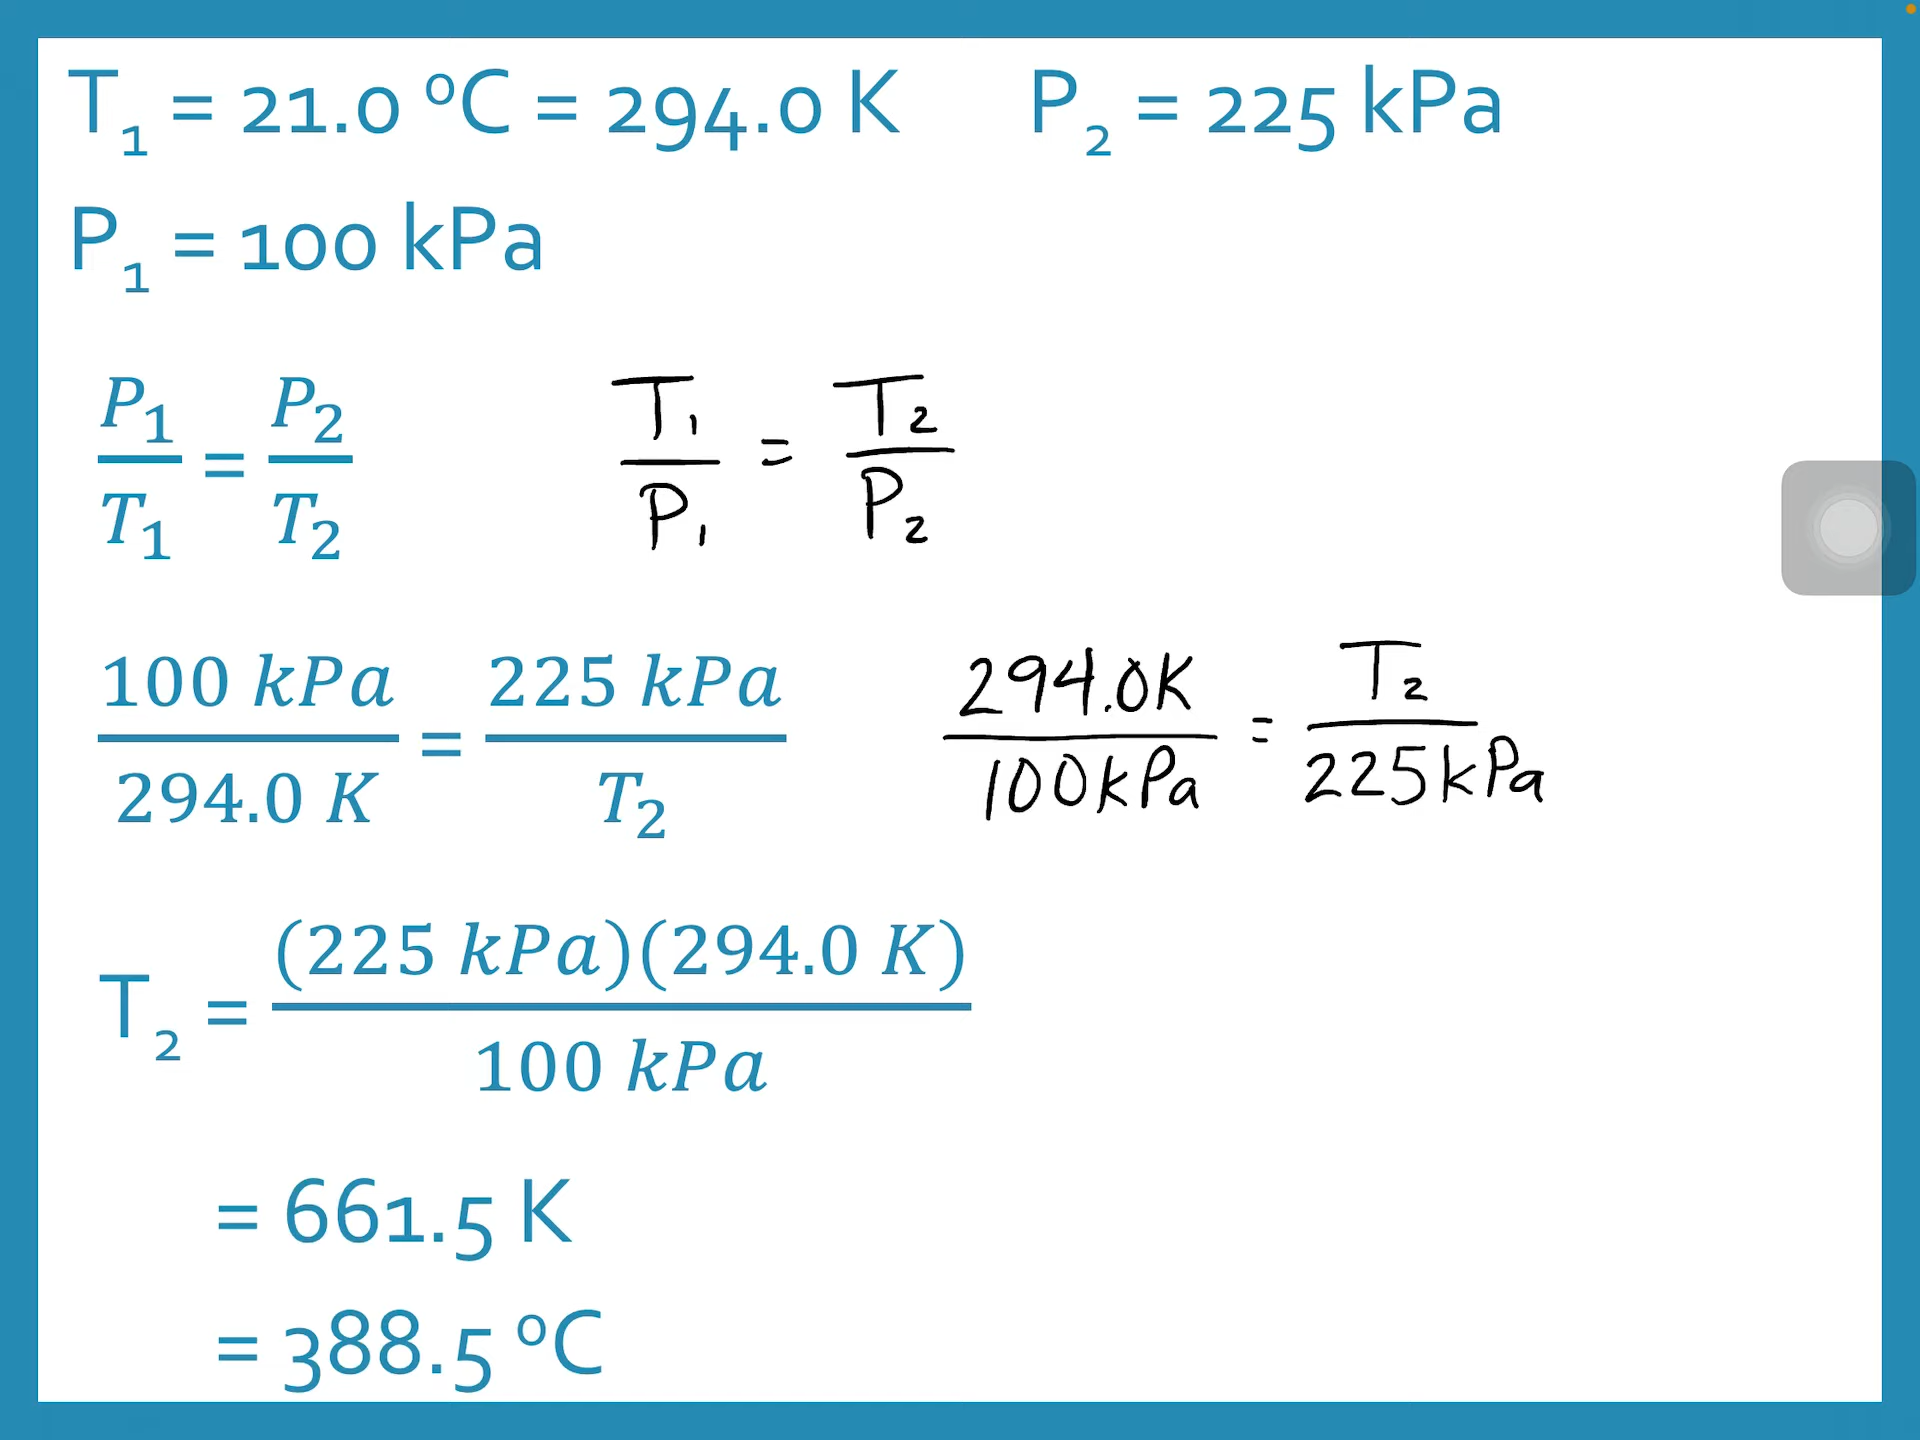 T₁ = 21.0 ⁰C = 294.0 K P₂ = 225 kPa
P₁ = 100 kPa
P₁/T₁ = P₂/T₂
T₁/P₁ = T₂/P₂
100 kPa/294.0 K = 225 kPa/T₂
294.0K/100kPa = T₂/225kPa
T₂ = (225 kPa)(294.0 K)/100 kPa
= 661.5 K
= 388.5 ⁰C